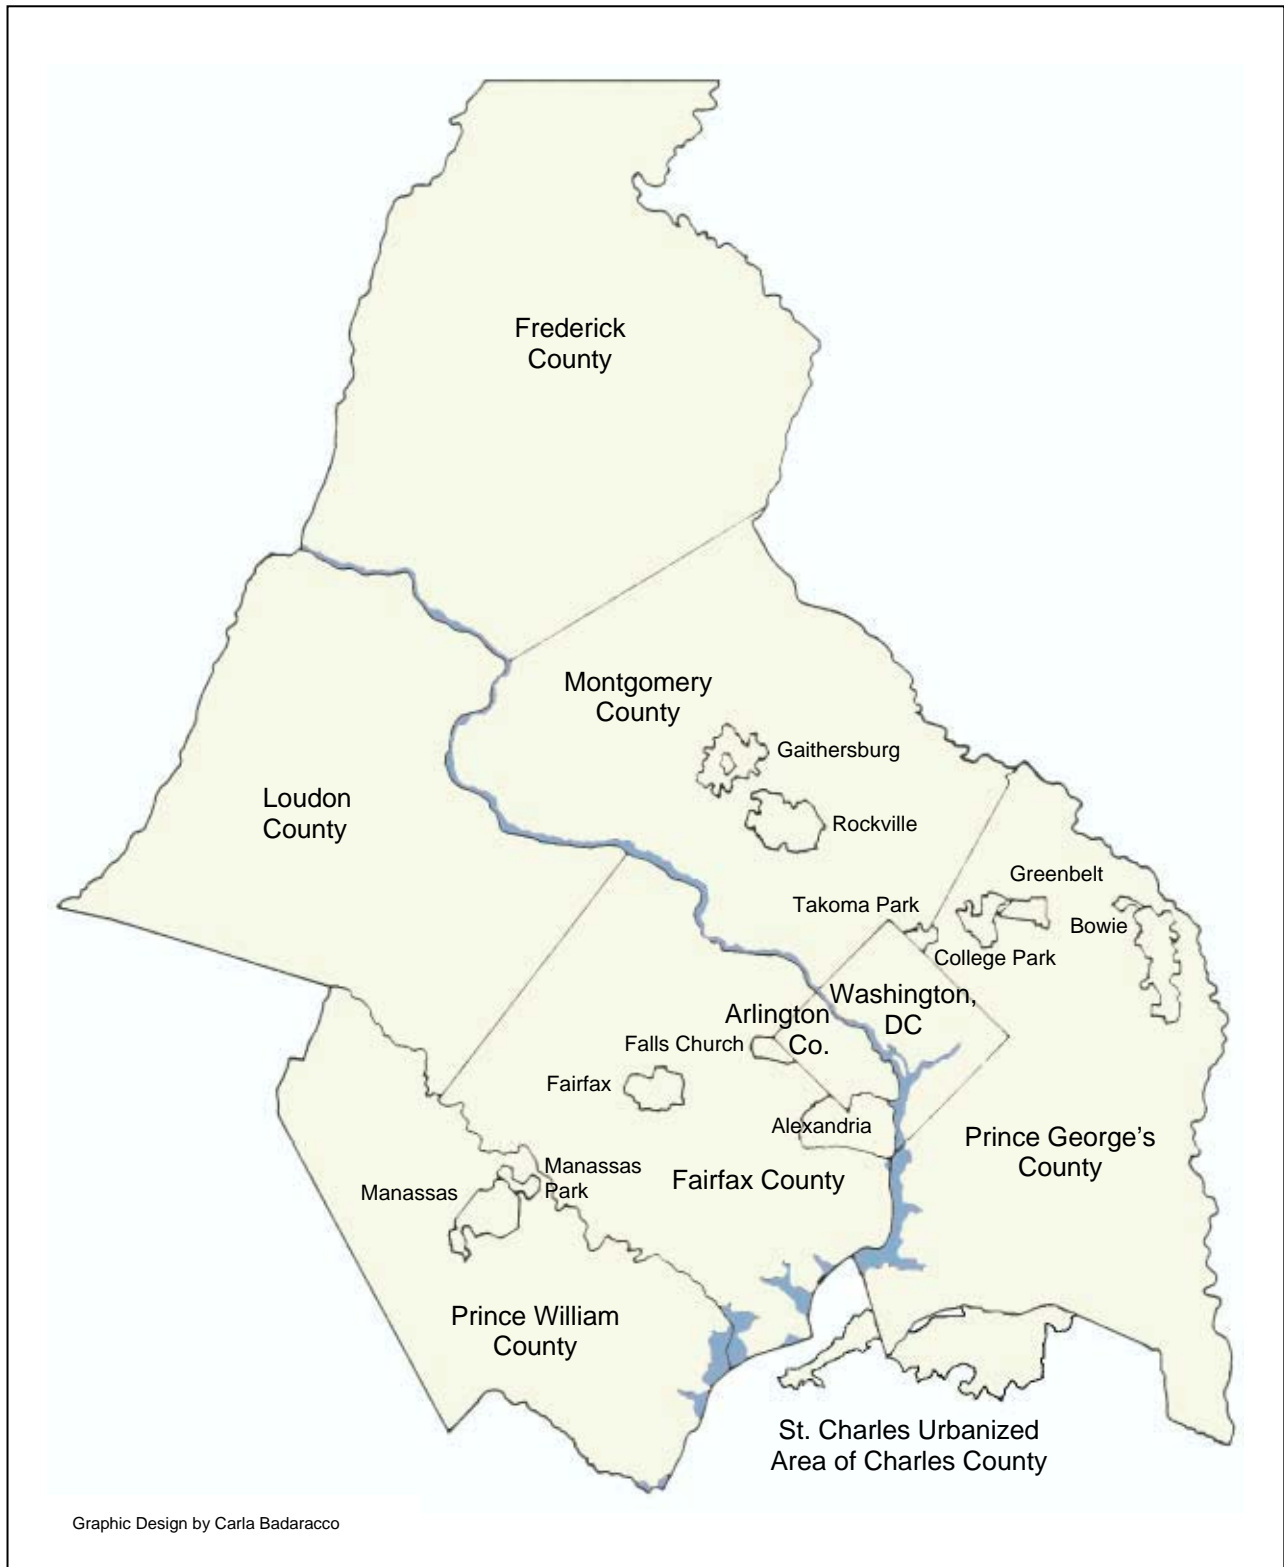 Frederick
County
Montgomery
County
Gaithersburg
Loudon
County
Rockville
Greenbelt
Takoma Park
Bowie
College Park
Washington,
DC
Arlington
Co.
Falls Church
Fairfax
Alexandria
Prince George’s
County
Manassas
Park
Manassas
Fairfax County
Prince William
County
St. Charles Urbanized
Area of Charles County
Graphic Design by Carla Badaracco